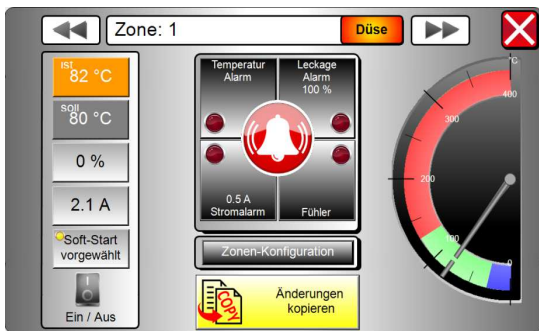 Zone: 1
Düse
ist
82 °C
soll
80 °C
0 %
2.1 A
Soft-Start
vorgewählt
I
O
Ein / Aus
Temperatur
Alarm
Leckage
Alarm
100 %
0.5 A
Stromalarm
Fühler
Zonen-Konfiguration
COPY
Änderungen
kopieren
°C
400
300
200
100
0